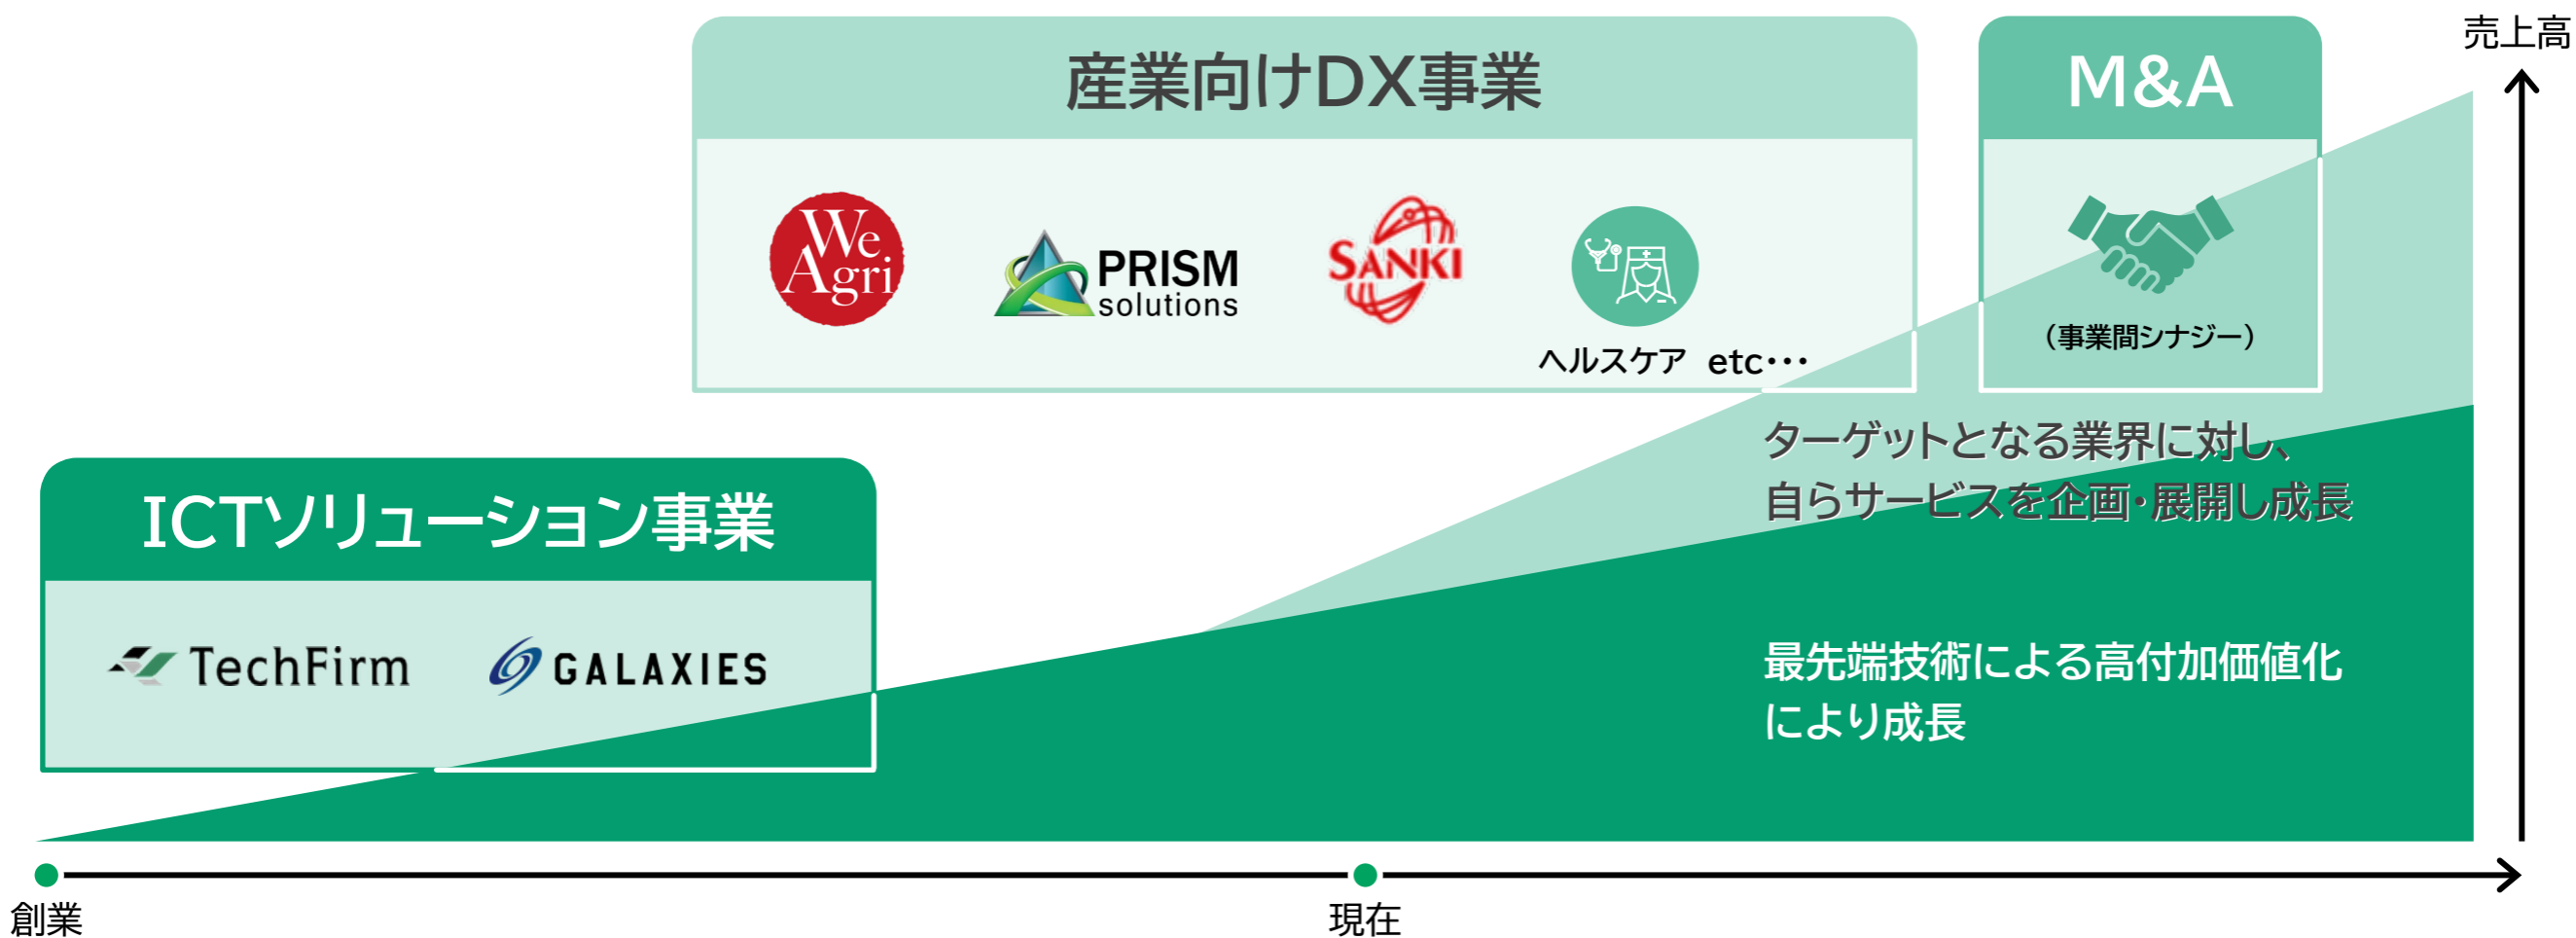 売上高
産業向けDX事業
M&A
We
Agri
PRISM
solutions
SANKI
ヘルスケア etc・・・
（事業間シナジー）
ターゲットとなる業界に対し、
自らサービスを企画・展開し成長
ICTソリューション事業
TechFirm
GALAXIES
最先端技術による高付加価値化
により成長
創業
現在